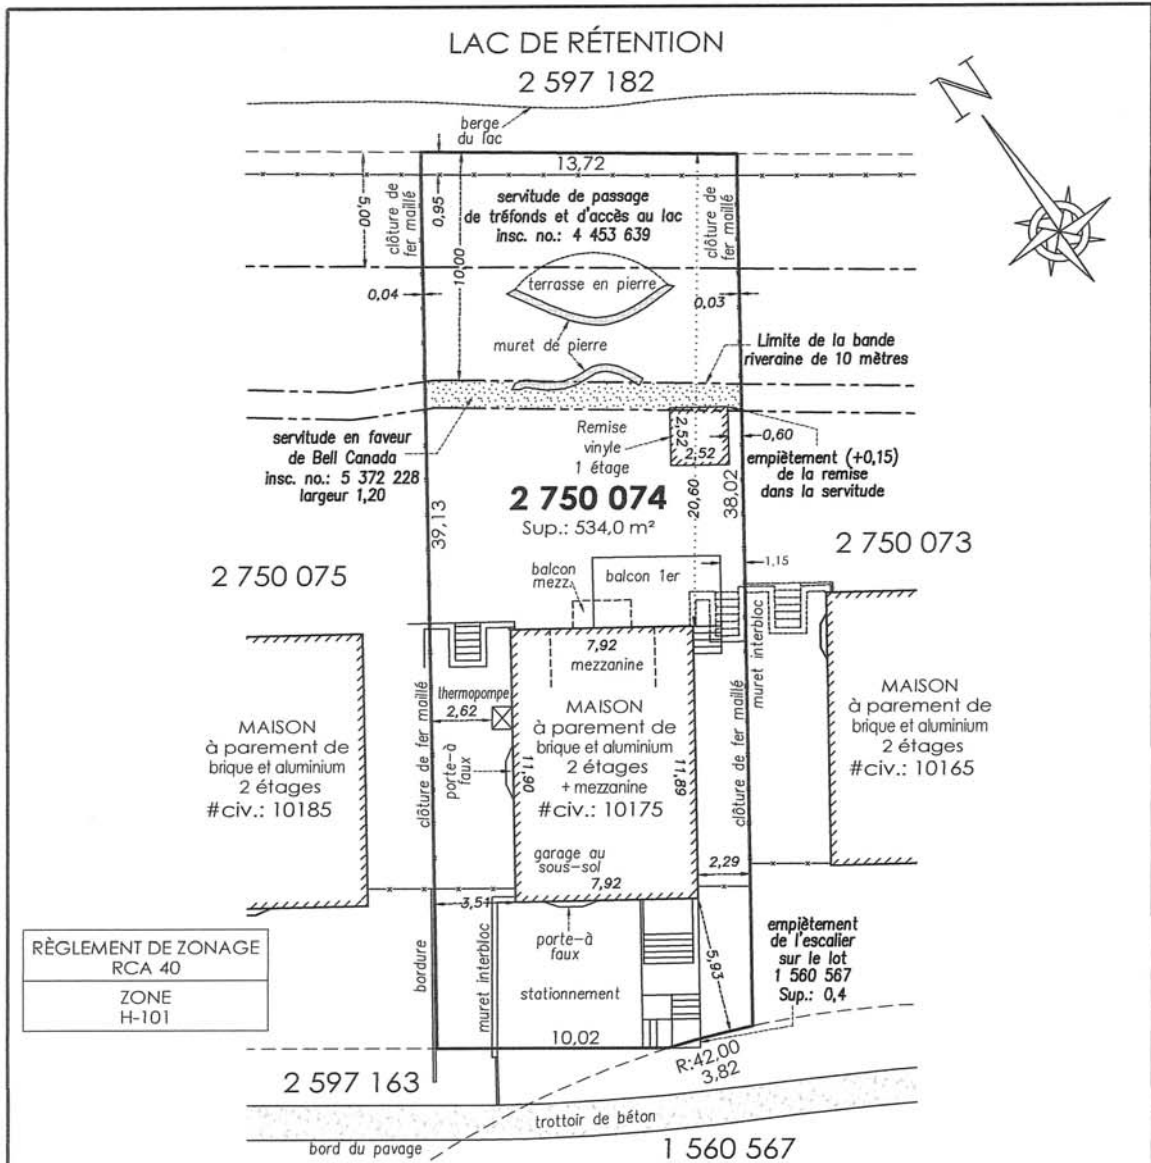 LAC DE RÉTENTION
2 597 182
N
berge
du lac
13,72
5,00
clôture de
fer maillé
0,95
10,00
servitude de passage
de tréfonds et d'accès au lac
insc. no.: 4 453 639
clôture de
fer maillé
terrasse en pierre
0,04
0,03
muret de pierre
Limite de la bande
riveraine de 10 mètres
servitude en faveur
de Bell Canada
insc. no.: 5 372 228
largeur 1,20
Remise
vinyle
1 étage
2,52
2,52
0,60
empiètement (+0,15)
de la remise
dans la servitude
2 750 074
Sup.: 534,0 m²
39,13
20,60
38,02
2 750 075
2 750 073
balcon
mezz.
balcon 1er
1,15
7,92
mezzanine
thermopompe
2,62
clôture de fer maillé
porte-à
faux
11,90
MAISON
à parement de
brique et aluminium
2 étages
+ mezzanine
#civ.: 10175
11,89
clôture de fer maillé
muret interbloc
MAISON
à parement de
brique et aluminium
2 étages
#civ.: 10185
MAISON
à parement de
brique et aluminium
2 étages
#civ.: 10165
garage au
sous-sol
7,92
2,29
3,51
bordure
muret interbloc
porte-à
faux
stationnement
5,93
empiètement
de l'escalier
sur le lot
1 560 567
Sup.: 0,4
RÈGLEMENT DE ZONAGE
RCA 40
ZONE
H-101
10,02
R:42,00
3,82
2 597 163
trottoir de béton
bord du pavage
1 560 567